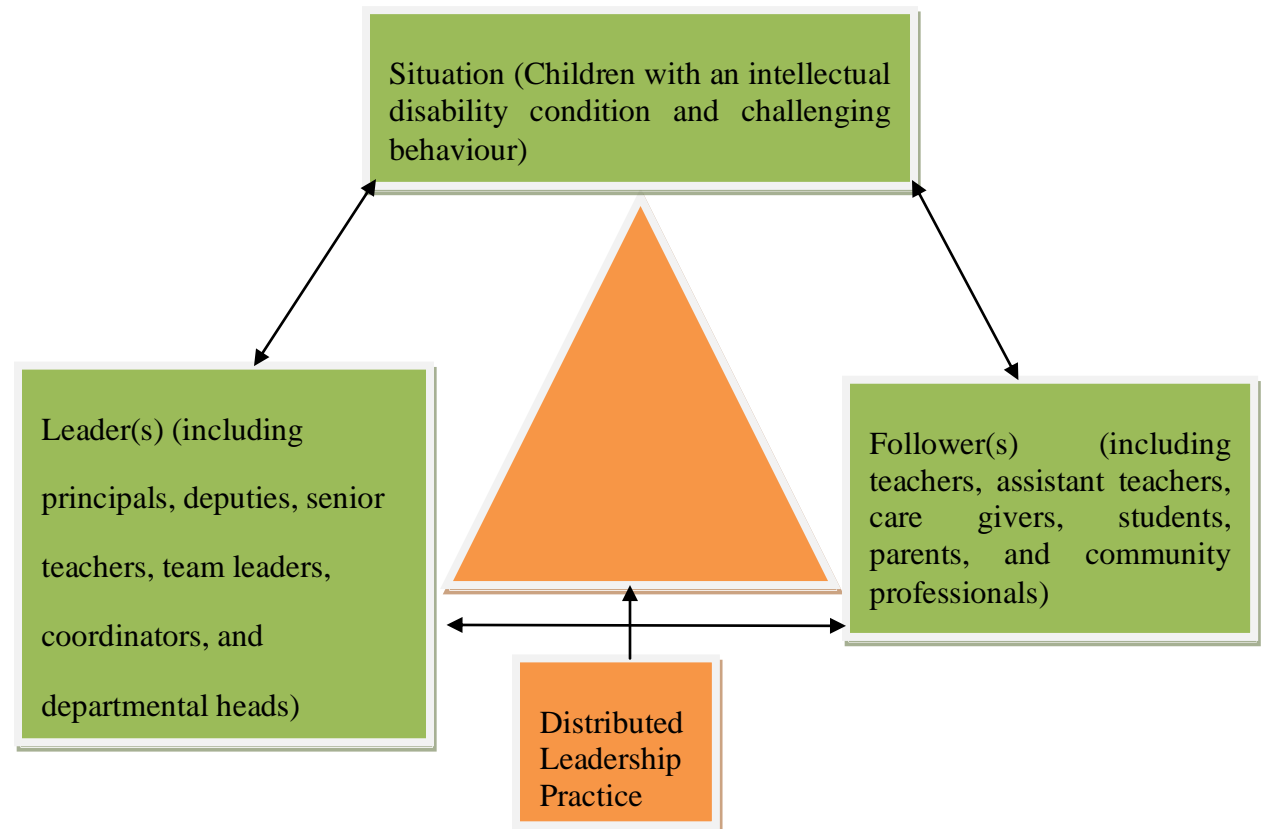 Situation (Children with an intellectual
disability condition and challenging
behaviour)
Leader(s) (including
principals, deputies, senior
teachers, team leaders,
coordinators, and
departmental heads)
Follower(s) (including
teachers, assistant teachers,
care givers, students,
parents, and community
professionals)
Distributed
Leadership
Practice